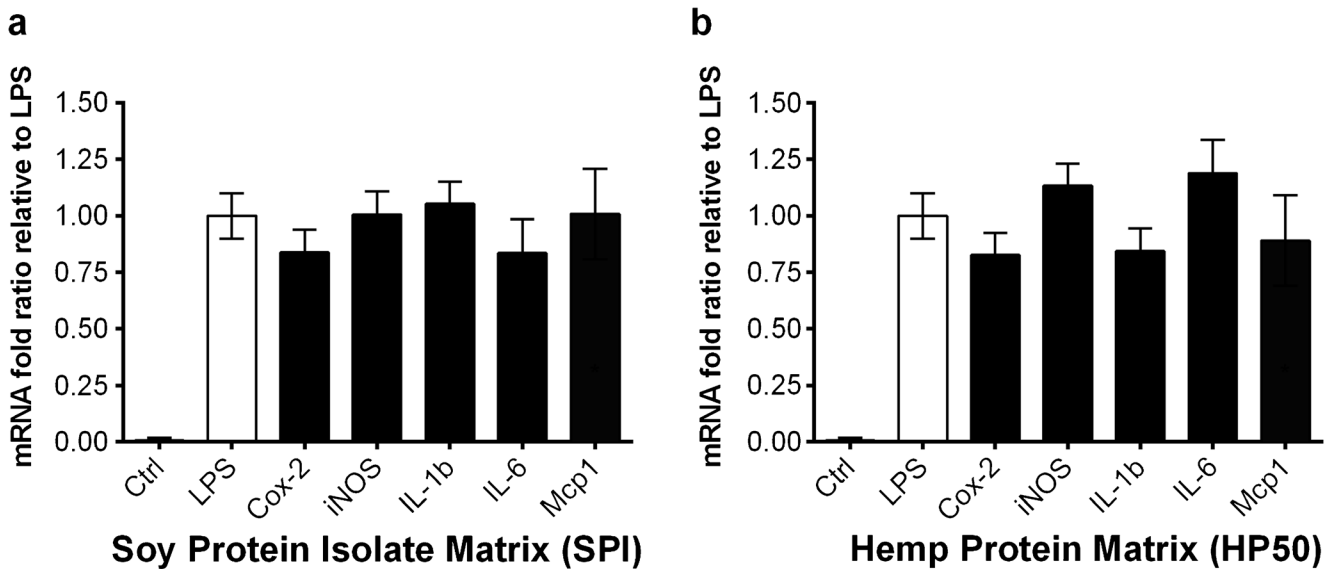 a
mRNA fold ratio relative to LPS
1.50
1.25
1.00
0.75
0.50
0.25
0.00
Ctrl
LPS
Cox-2
iNOS
IL-1b
IL-6
Mcp1
Soy Protein Isolate Matrix (SPI)
b
mRNA fold ratio relative to LPS
1.50
1.25
1.00
0.75
0.50
0.25
0.00
Ctrl
LPS
Cox-2
iNOS
IL-1b
IL-6
Mcp1
Hemp Protein Matrix (HP50)